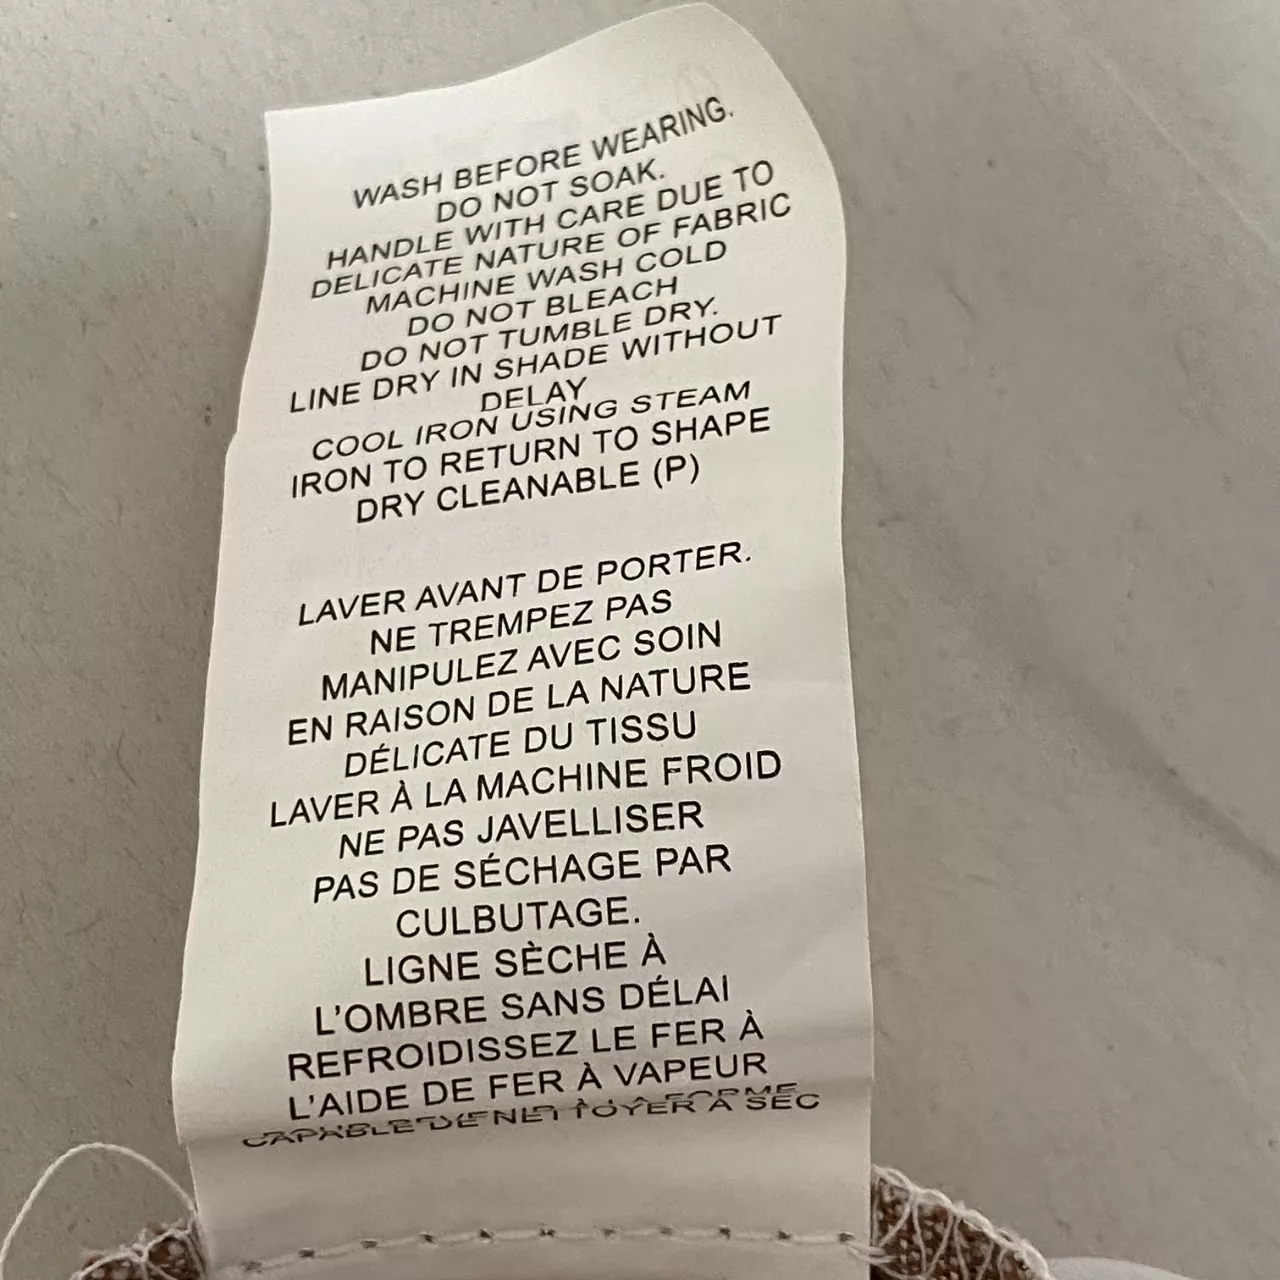 WASH BEFORE WEARING.
DO NOT SOAK.
HANDLE WITH CARE DUE TO
DELICATE NATURE OF FABRIC
MACHINE WASH COLD
DO NOT BLEACH
DO NOT TUMBLE DRY.
LINE DRY IN SHADE WITHOUT
DELAY
COOL IRON USING STEAM
IRON TO RETURN TO SHAPE
DRY CLEANABLE (P)
LAVER AVANT DE PORTER.
NE TREMPEZ PAS
MANIPULEZ AVEC SOIN
EN RAISON DE LA NATURE
DÉLICATE DU TISSU
LAVER À LA MACHINE FROID
NE PAS JAVELLISER
PAS DE SÉCHAGE PAR
CULBUTAGE.
LIGNE SÈCHE À
L'OMBRE SANS DÉLAI
REFROIDISSEZ LE FER À
L'AIDE DE FER À VAPEUR
FORME
CAPABLE DE NETTOYER À SEC